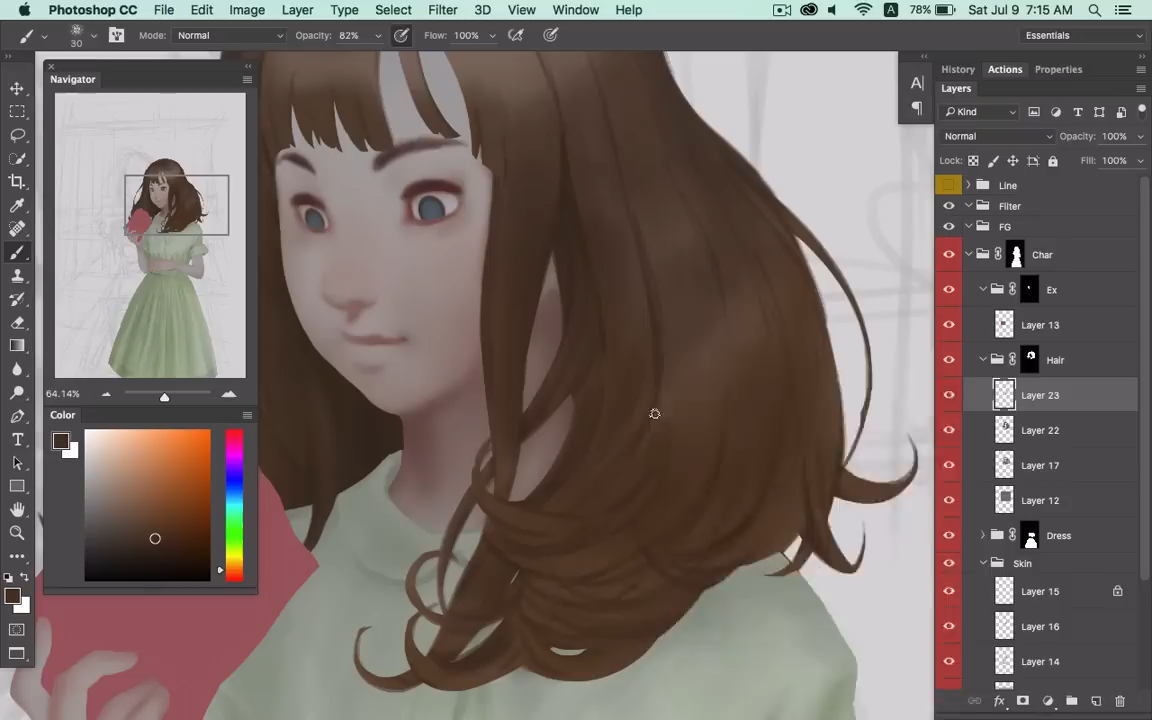 Photoshop CC File Edit Image Layer Type Select Filter 3D View Window Help A 78% Sat Jul 9 7:15 AM
30 Mode: Normal Opacity: 82% Flow: 100% Essentials
Navigator
64.14%
Color
A
History Actions Properties
Layers
Kind
Normal Opacity: 100%
Lock: Fill: 100%
Line
Filter
FG
Char
Ex
Layer 13
Hair
Layer 23
Layer 22
Layer 17
Layer 12
Dress
Skin
Layer 15
Layer 16
Layer 14
fx